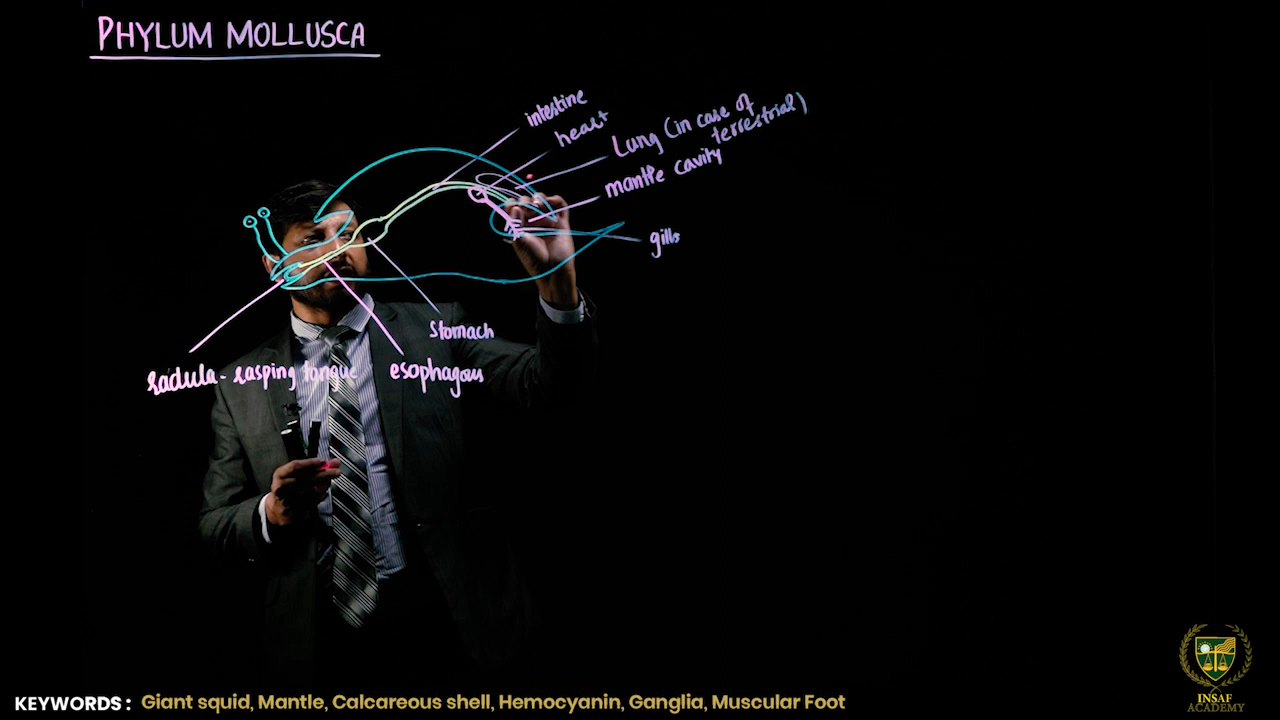 PHYLUM MOLLUSCA
intestine
heart
Lung (in case of
terrestrial)
mantle cavity
gills
stomach
radula - rasping tongue
esophagous
KEYWORDS : Giant squid, Mantle, Calcareous shell, Hemocyanin, Ganglia, Muscular Foot
INSAF
ACADEMY